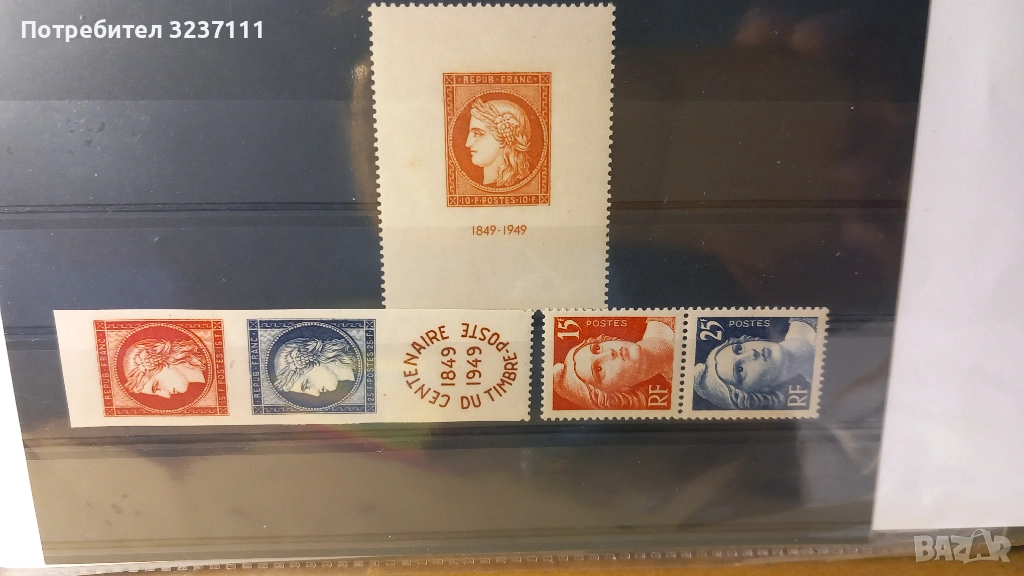 Потребител 3237111
REPUB·FRANC·
10·F·POSTES·10·F
1849-1949
REPUB·FRANC
15·F·POSTES·15·F
REPUB·FRANC
25·F·POSTES·25·F
CENTENAIRE DU TIMBRE-POSTE
1849
1949
15F
POSTES
RF
25F
POSTES
RF
BAZAR